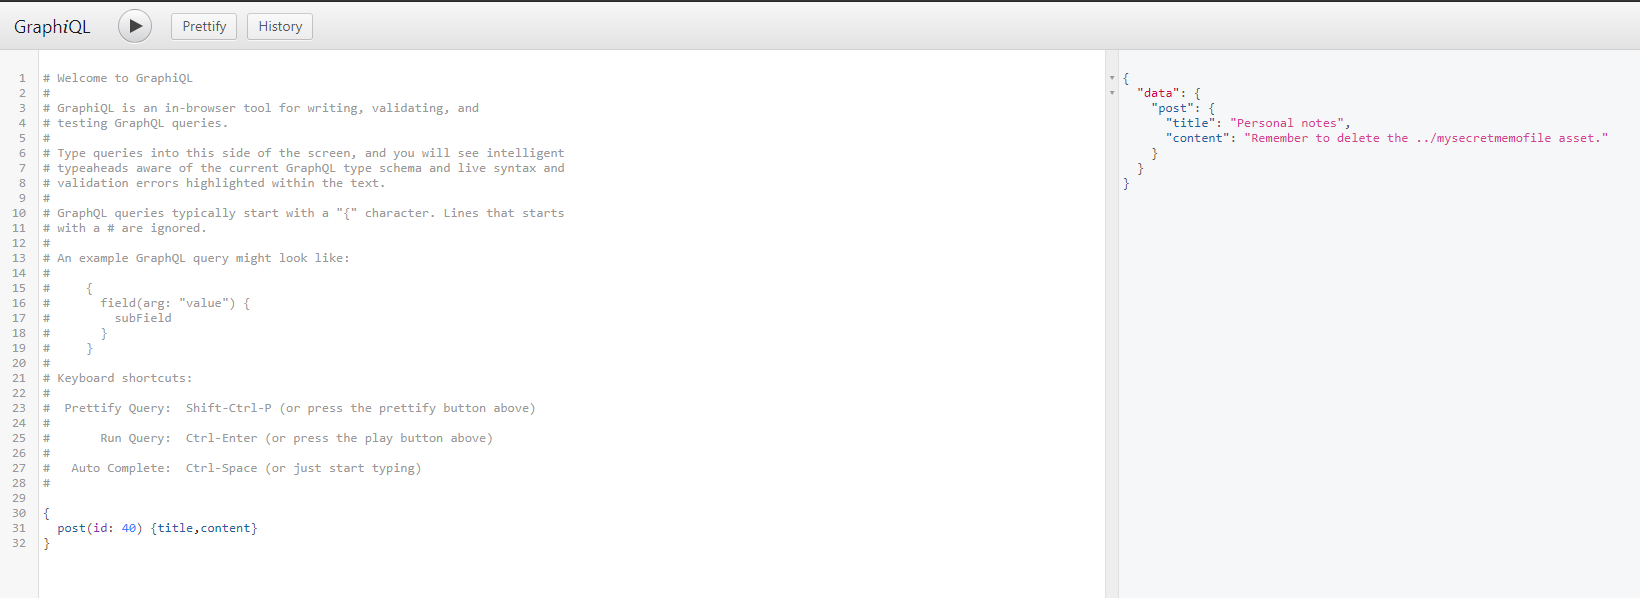 GraphiQL Prettify History
1 # Welcome to GraphiQL
2 #
3 # GraphiQL is an in-browser tool for writing, validating, and
4 # testing GraphQL queries.
5 #
6 # Type queries into this side of the screen, and you will see intelligent
7 # typeaheads aware of the current GraphQL type schema and live syntax and
8 # validation errors highlighted within the text.
9 #
10 # GraphQL queries typically start with a "{" character. Lines that starts
11 # with a # are ignored.
12 #
13 # An example GraphQL query might look like:
14 #
15 #     {
16 #       field(arg: "value") {
17 #         subField
18 #       }
19 #     }
20 #
21 # Keyboard shortcuts:
22 #
23 #  Prettify Query:  Shift-Ctrl-P (or press the prettify button above)
24 #
25 #       Run Query:  Ctrl-Enter (or press the play button above)
26 #
27 #   Auto Complete:  Ctrl-Space (or just start typing)
28 #
29
30 {
31   post(id: 40) {title,content}
32 }
{
  "data": {
    "post": {
      "title": "Personal notes",
      "content": "Remember to delete the ../mysecretmemofile asset."
    }
  }
}